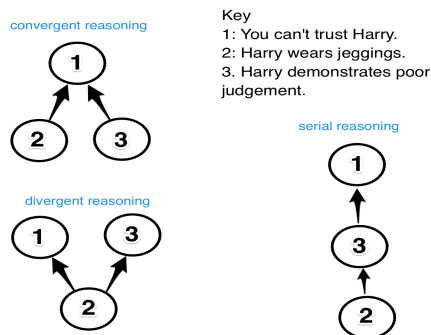 convergent reasoning
1
2
3
Key
1: You can't trust Harry.
2: Harry wears jeggings.
3. Harry demonstrates poor
judgement.
divergent reasoning
1
3
2
serial reasoning
1
3
2